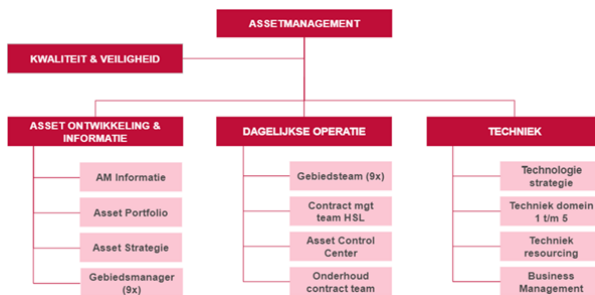 ASSETMANAGEMENT
KWALITEIT & VEILIGHEID
ASSET ONTWIKKELING &
INFORMATIE
AM Informatie
Asset Portfolio
Asset Strategie
Gebiedsmanager
(9x)
DAGELIJKSE OPERATIE
Gebiedsteam (9x)
Contract mgt
team HSL
Asset Control
Center
Onderhoud
contract team
TECHNIEK
Technologie
strategie
Techniek domein
1 t/m 5
Techniek
resourcing
Business
Management